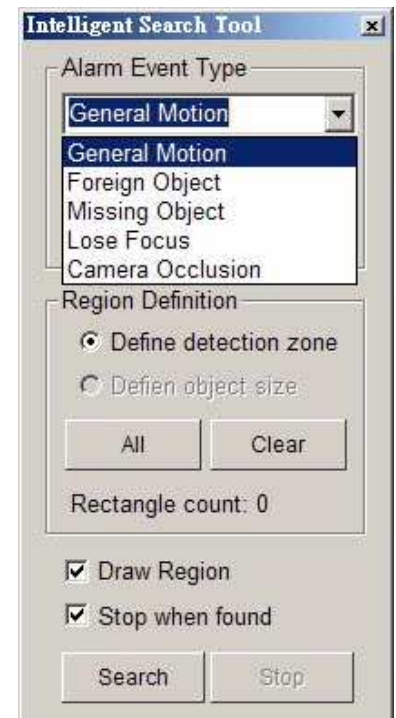 Intelligent Search Tool
Alarm Event Type
General Motion
General Motion
Foreign Object
Missing Object
Lose Focus
Camera Occlusion
Region Definition
Define detection zone
Defien object size
All Clear
Rectangle count: 0
Draw Region
Stop when found
Search Stop